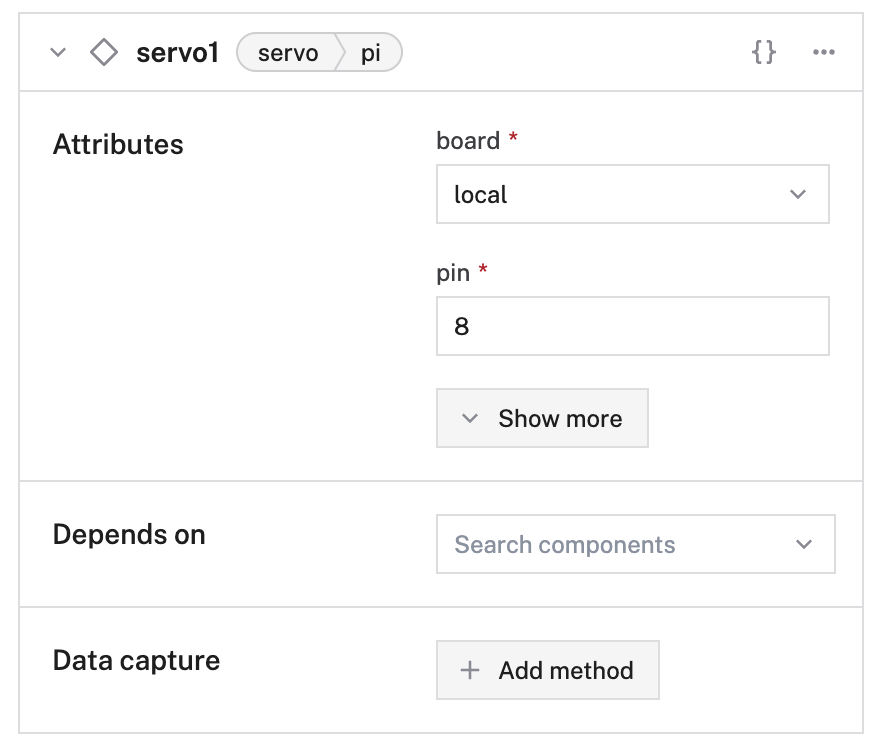 servo1 servo pi {} ...
Attributes
board *
local
pin *
8
Show more
Depends on
Search components
Data capture
+ Add method